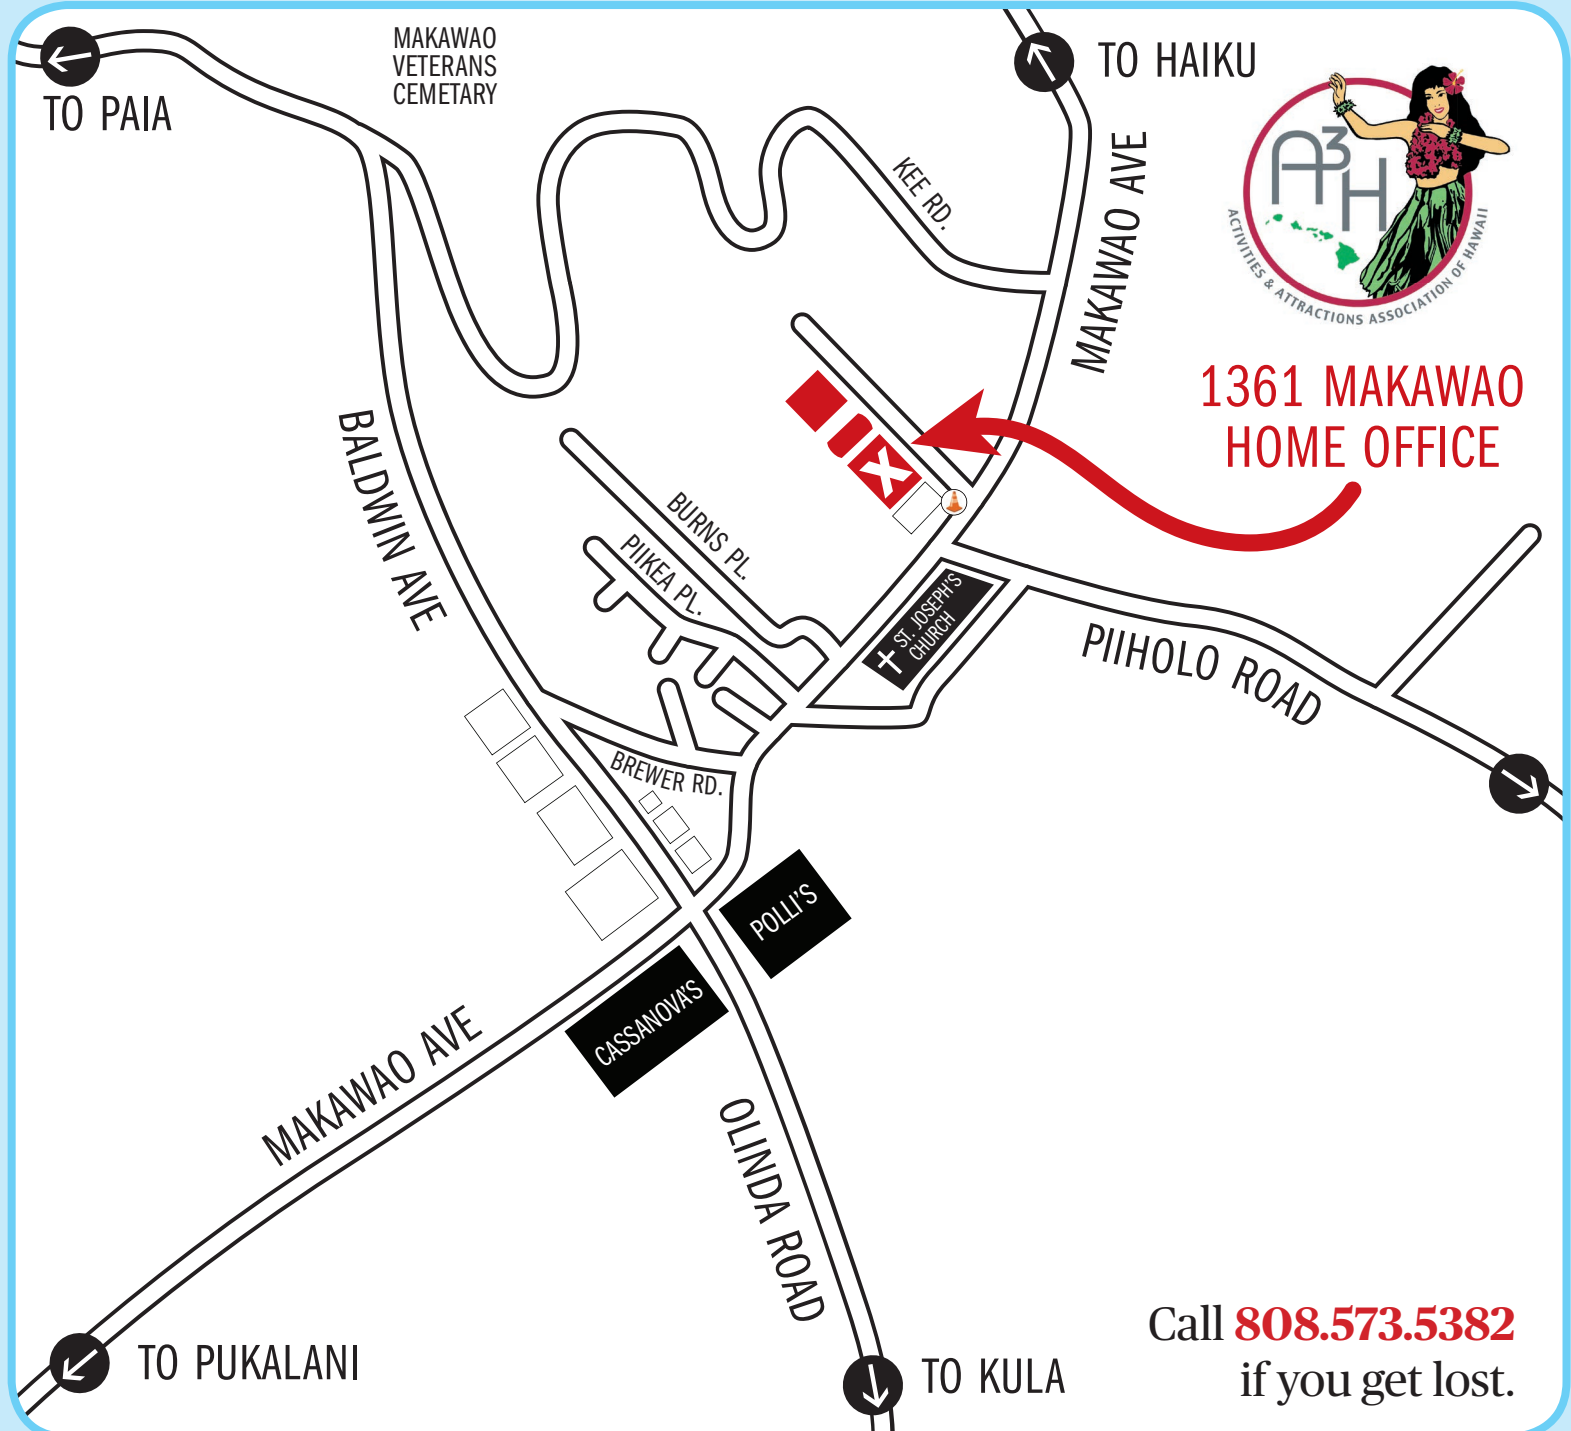 MAKAWAO
VETERANS
CEMETARY
TO PAIA
TO HAIKU
KEE RD.
MAKAWAO AVE
A³H
ACTIVITIES & ATTRACTIONS ASSOCIATION OF HAWAII
1361 MAKAWAO
HOME OFFICE
BALDWIN AVE
BURNS PL.
PIIKEA PL.
ST. JOSEPH'S
CHURCH
PIIHOLO ROAD
BREWER RD.
POLLI'S
CASSANOVA'S
MAKAWAO AVE
OLINDA ROAD
TO PUKALANI
TO KULA
Call 808.573.5382
if you get lost.